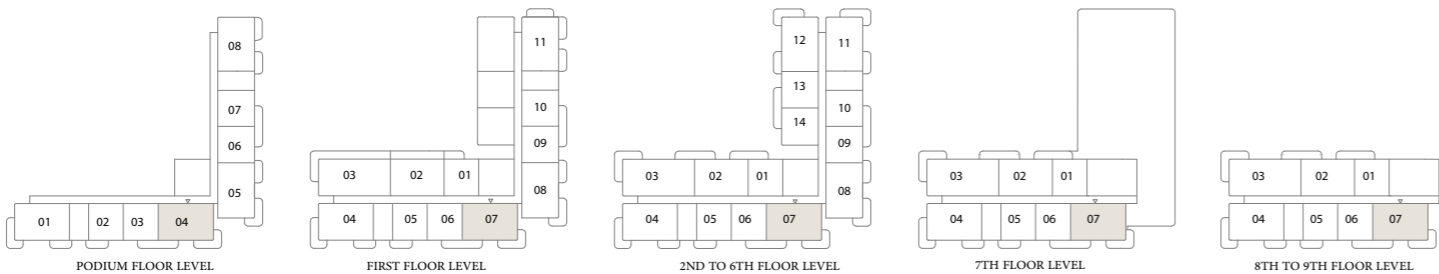 08
07
06
05
01 02 03 04
PODIUM FLOOR LEVEL
11
10
09
03 02 01
08
04 05 06 07
FIRST FLOOR LEVEL
12 11
13
10
14
09
03 02 01
08
04 05 06 07
2ND TO 6TH FLOOR LEVEL
03 02 01
04 05 06 07
7TH FLOOR LEVEL
03 02 01
04 05 06 07
8TH TO 9TH FLOOR LEVEL